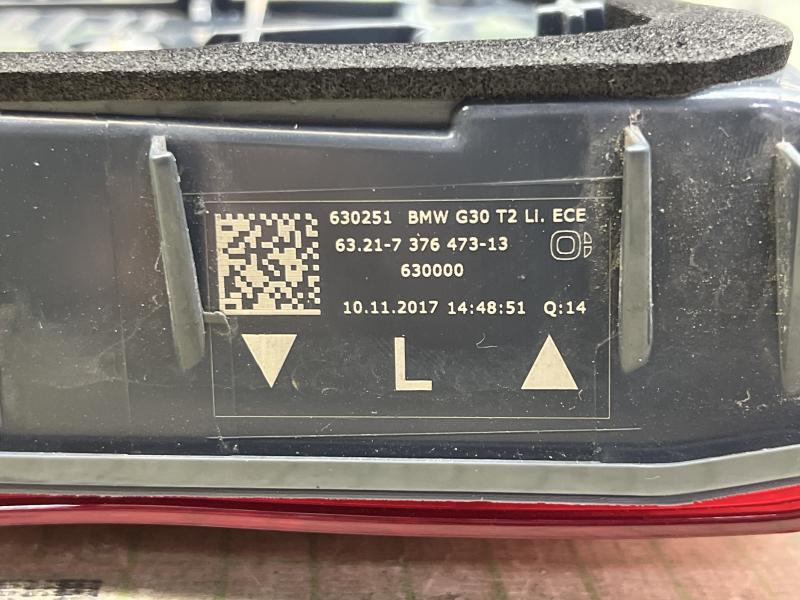 630251 BMW G30 T2 LI. ECE
63.21-7 376 473-13
630000
10.11.2017 14:48:51 Q:14
L